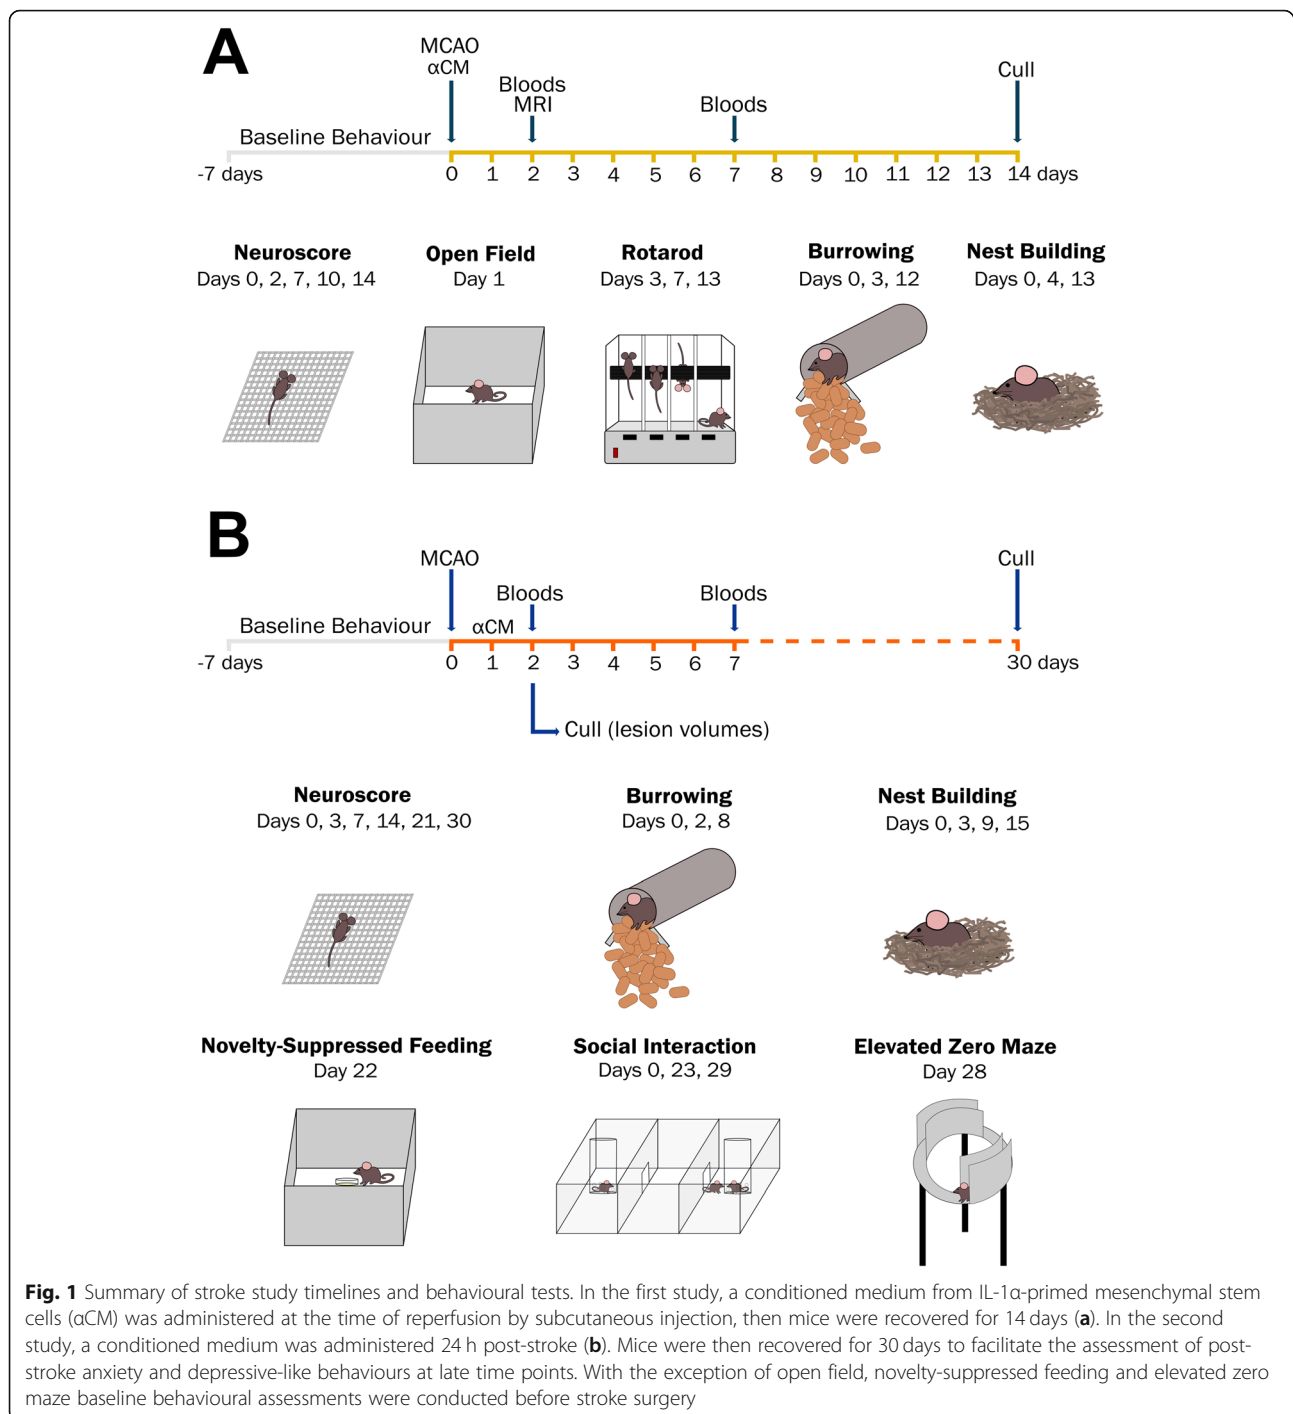 A
MCAO
αCM
Bloods
MRI
Bloods
Cull
Baseline Behaviour
-7 days
0 1 2 3 4 5 6 7 8 9 10 11 12 13 14 days
Neuroscore
Days 0, 2, 7, 10, 14
Open Field
Day 1
Rotarod
Days 3, 7, 13
Burrowing
Days 0, 3, 12
Nest Building
Days 0, 4, 13
B
MCAO
Bloods
Bloods
Cull
Baseline Behaviour
αCM
-7 days
0 1 2 3 4 5 6 7 30 days
Cull (lesion volumes)
Neuroscore
Days 0, 3, 7, 14, 21, 30
Burrowing
Days 0, 2, 8
Nest Building
Days 0, 3, 9, 15
Novelty-Suppressed Feeding
Day 22
Social Interaction
Days 0, 23, 29
Elevated Zero Maze
Day 28
Fig. 1 Summary of stroke study timelines and behavioural tests. In the first study, a conditioned medium from IL-1α-primed mesenchymal stem
cells (αCM) was administered at the time of reperfusion by subcutaneous injection, then mice were recovered for 14 days (a). In the second
study, a conditioned medium was administered 24 h post-stroke (b). Mice were then recovered for 30 days to facilitate the assessment of post-
stroke anxiety and depressive-like behaviours at late time points. With the exception of open field, novelty-suppressed feeding and elevated zero
maze baseline behavioural assessments were conducted before stroke surgery